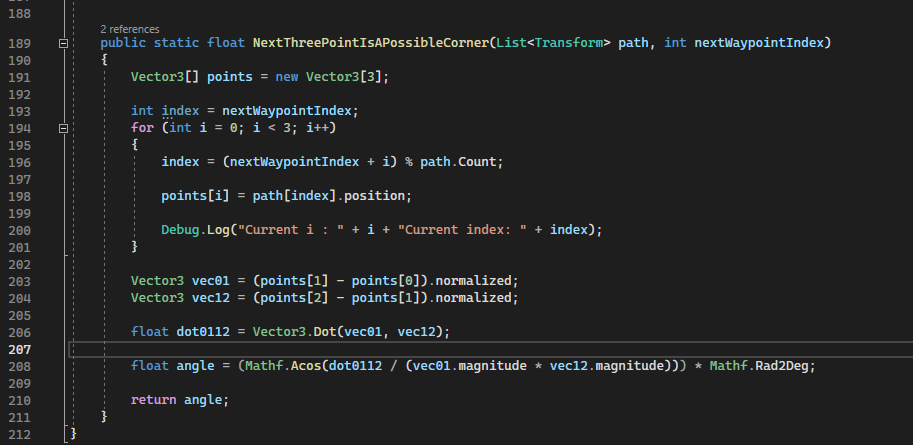 188
2 references
189 public static float NextThreePointIsAPossibleCorner(List<Transform> path, int nextWaypointIndex)
190 {
191 Vector3[] points = new Vector3[3];
192
193 int index = nextWaypointIndex;
194 for (int i = 0; i < 3; i++)
195 {
196 index = (nextWaypointIndex + i) % path.Count;
197
198 points[i] = path[index].position;
199
200 Debug.Log("Current i : " + i + "Current index: " + index);
201 }
202
203 Vector3 vec01 = (points[1] - points[0]).normalized;
204 Vector3 vec12 = (points[2] - points[1]).normalized;
205
206 float dot0112 = Vector3.Dot(vec01, vec12);
207
208 float angle = (Mathf.Acos(dot0112 / (vec01.magnitude * vec12.magnitude))) * Mathf.Rad2Deg;
209
210 return angle;
211 }
212 }